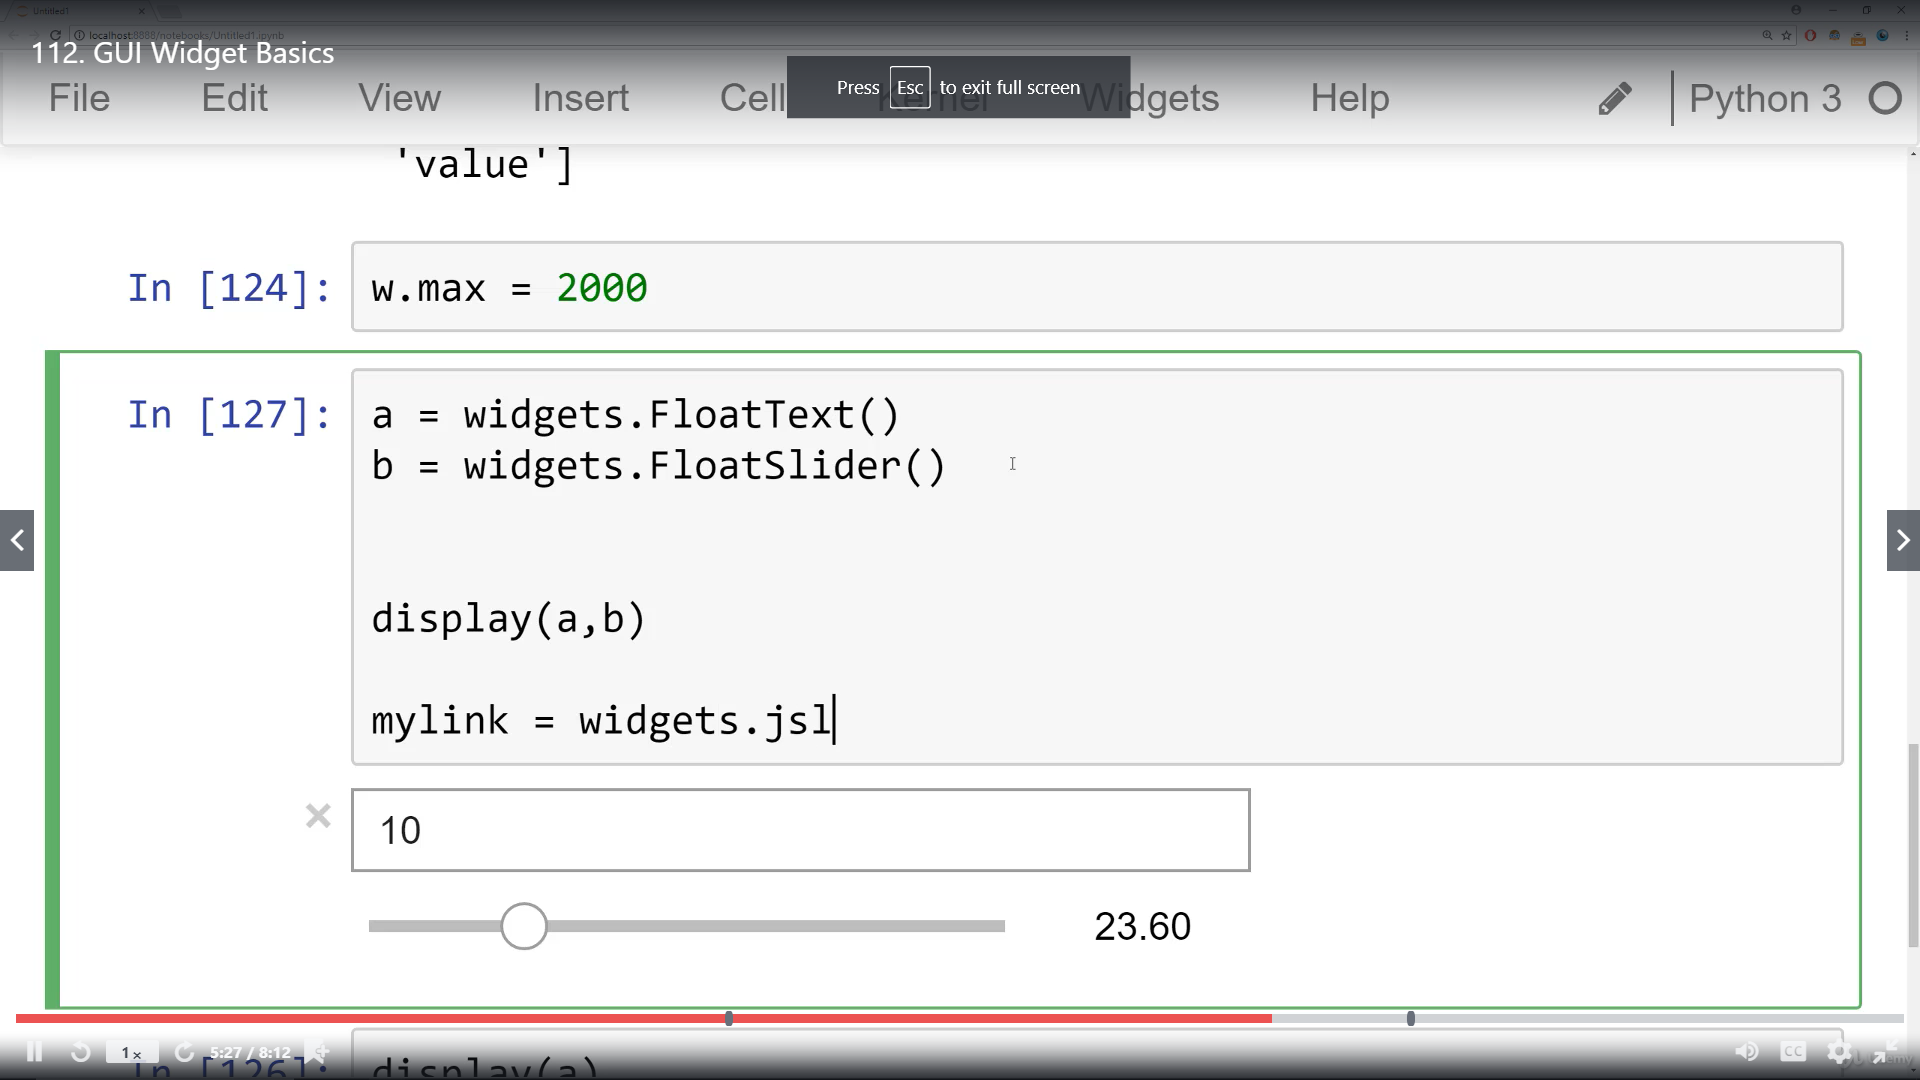 Untitled1
localhost:8888/notebooks/Untitled1.ipynb
112. GUI Widget Basics
Press Esc to exit full screen
File Edit View Insert Cell Kernel Widgets Help Python 3
'value']
In [124]: w.max = 2000
In [127]: a = widgets.FloatText()
b = widgets.FloatSlider()
display(a,b)
mylink = widgets.jsl
10
23.60
1x 5:27 / 8:12 CC
In [126]: display(a)